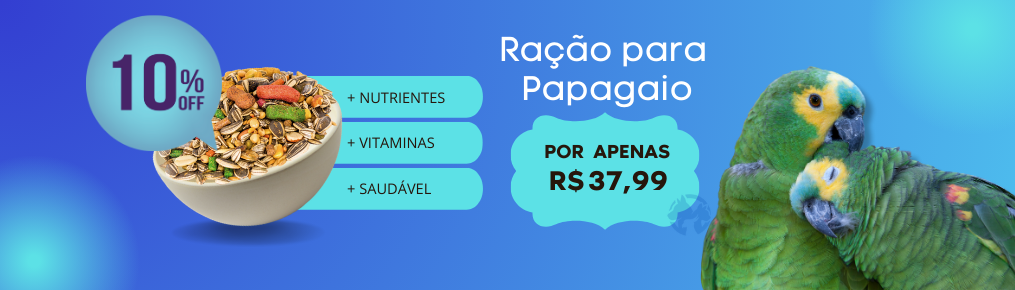 10%
OFF
+ NUTRIENTES
+ VITAMINAS
+ SAUDÁVEL
Ração para
Papagaio
POR APENAS
R$37,99